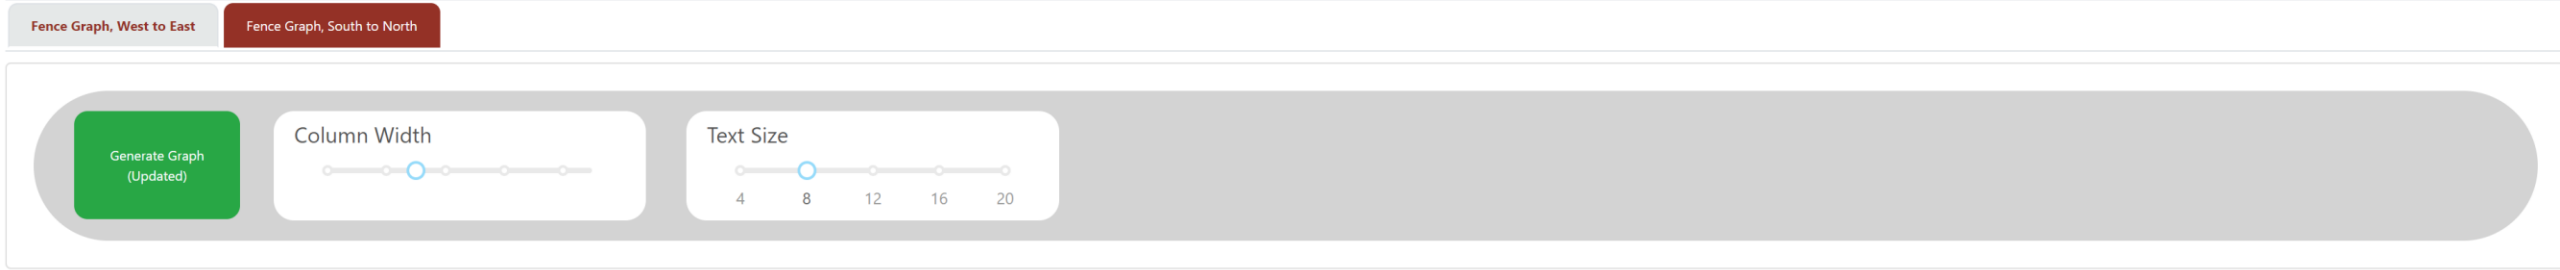 Fence Graph, West to East
Fence Graph, South to North
Generate Graph
(Updated)
Column Width
Text Size
4 8 12 16 20